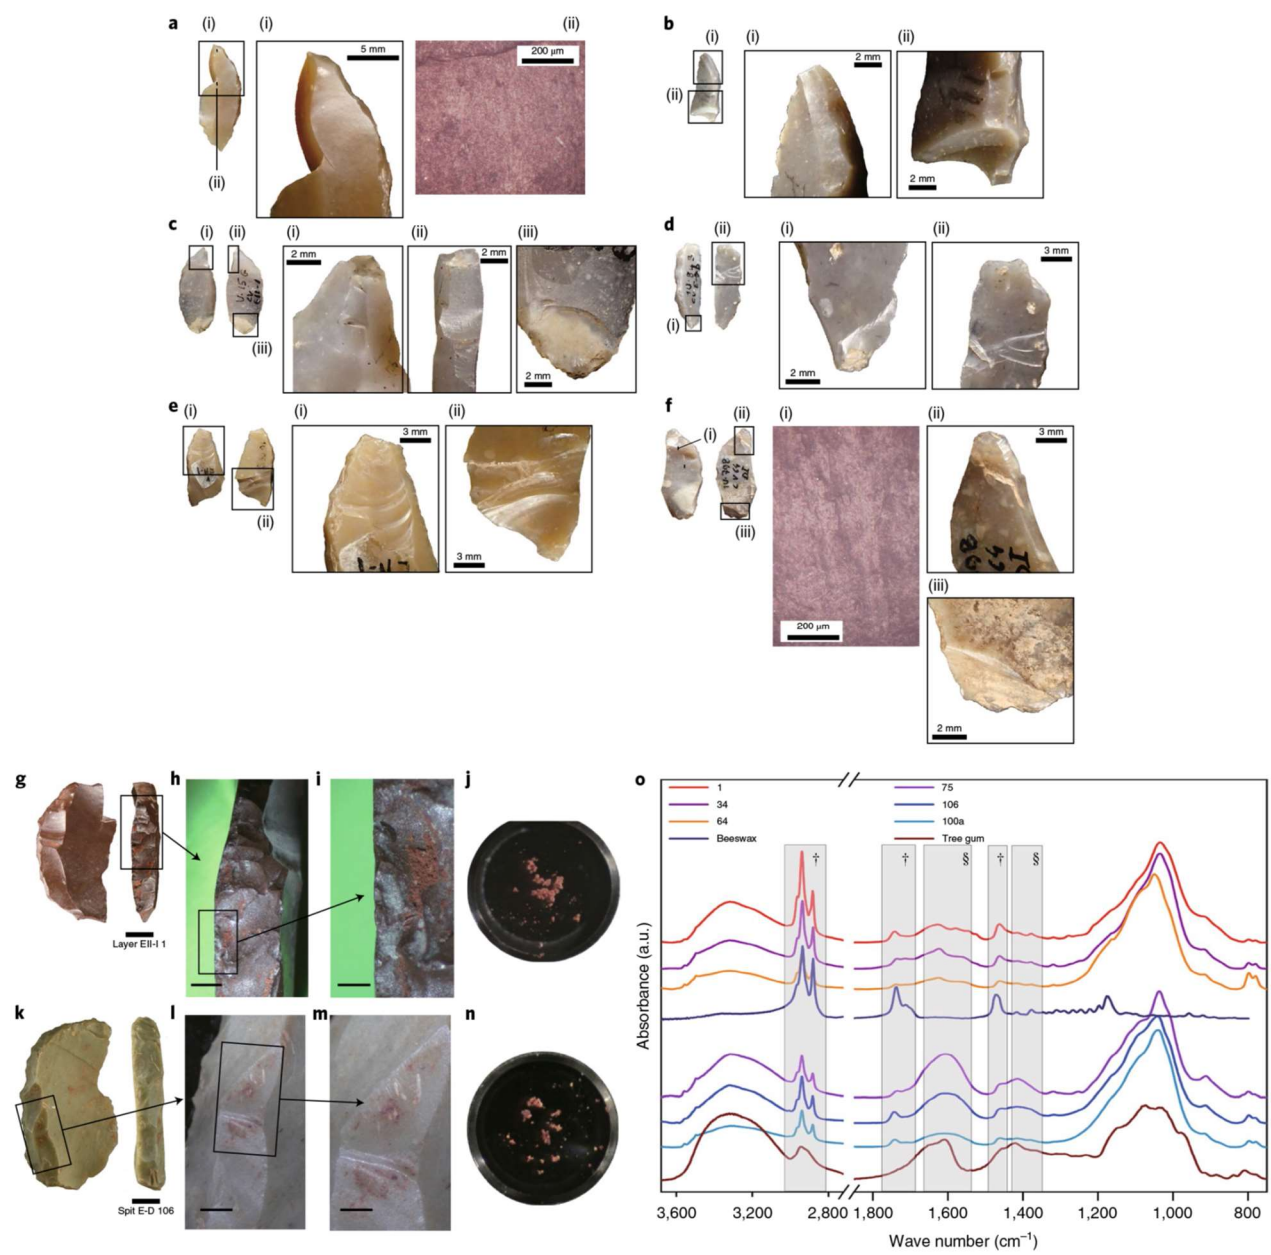 a
(i)
(i)
(ii)
5 mm
200 µm
(ii)
b
(i)
(i)
(ii)
(ii)
2 mm
2 mm
c
(i)
(ii)
(i)
(ii)
(iii)
2 mm
2 mm
(iii)
2 mm
d
(ii)
(i)
(ii)
3 mm
(i)
2 mm
e
(i)
(i)
(ii)
3 mm
(ii)
3 mm
f
(i)
(ii)
(i)
(ii)
3 mm
(iii)
200 µm
(iii)
2 mm
g
h
i
j
Layer EII-I 1
k
l
m
n
Spit E-D 106
o
1
34
64
Beeswax
75
106
100a
Tree gum
†
†
§
†
§
Absorbance (a.u.)
3,600
3,200
2,800
1,800
1,600
1,400
1,200
1,000
800
Wave number (cm⁻¹)